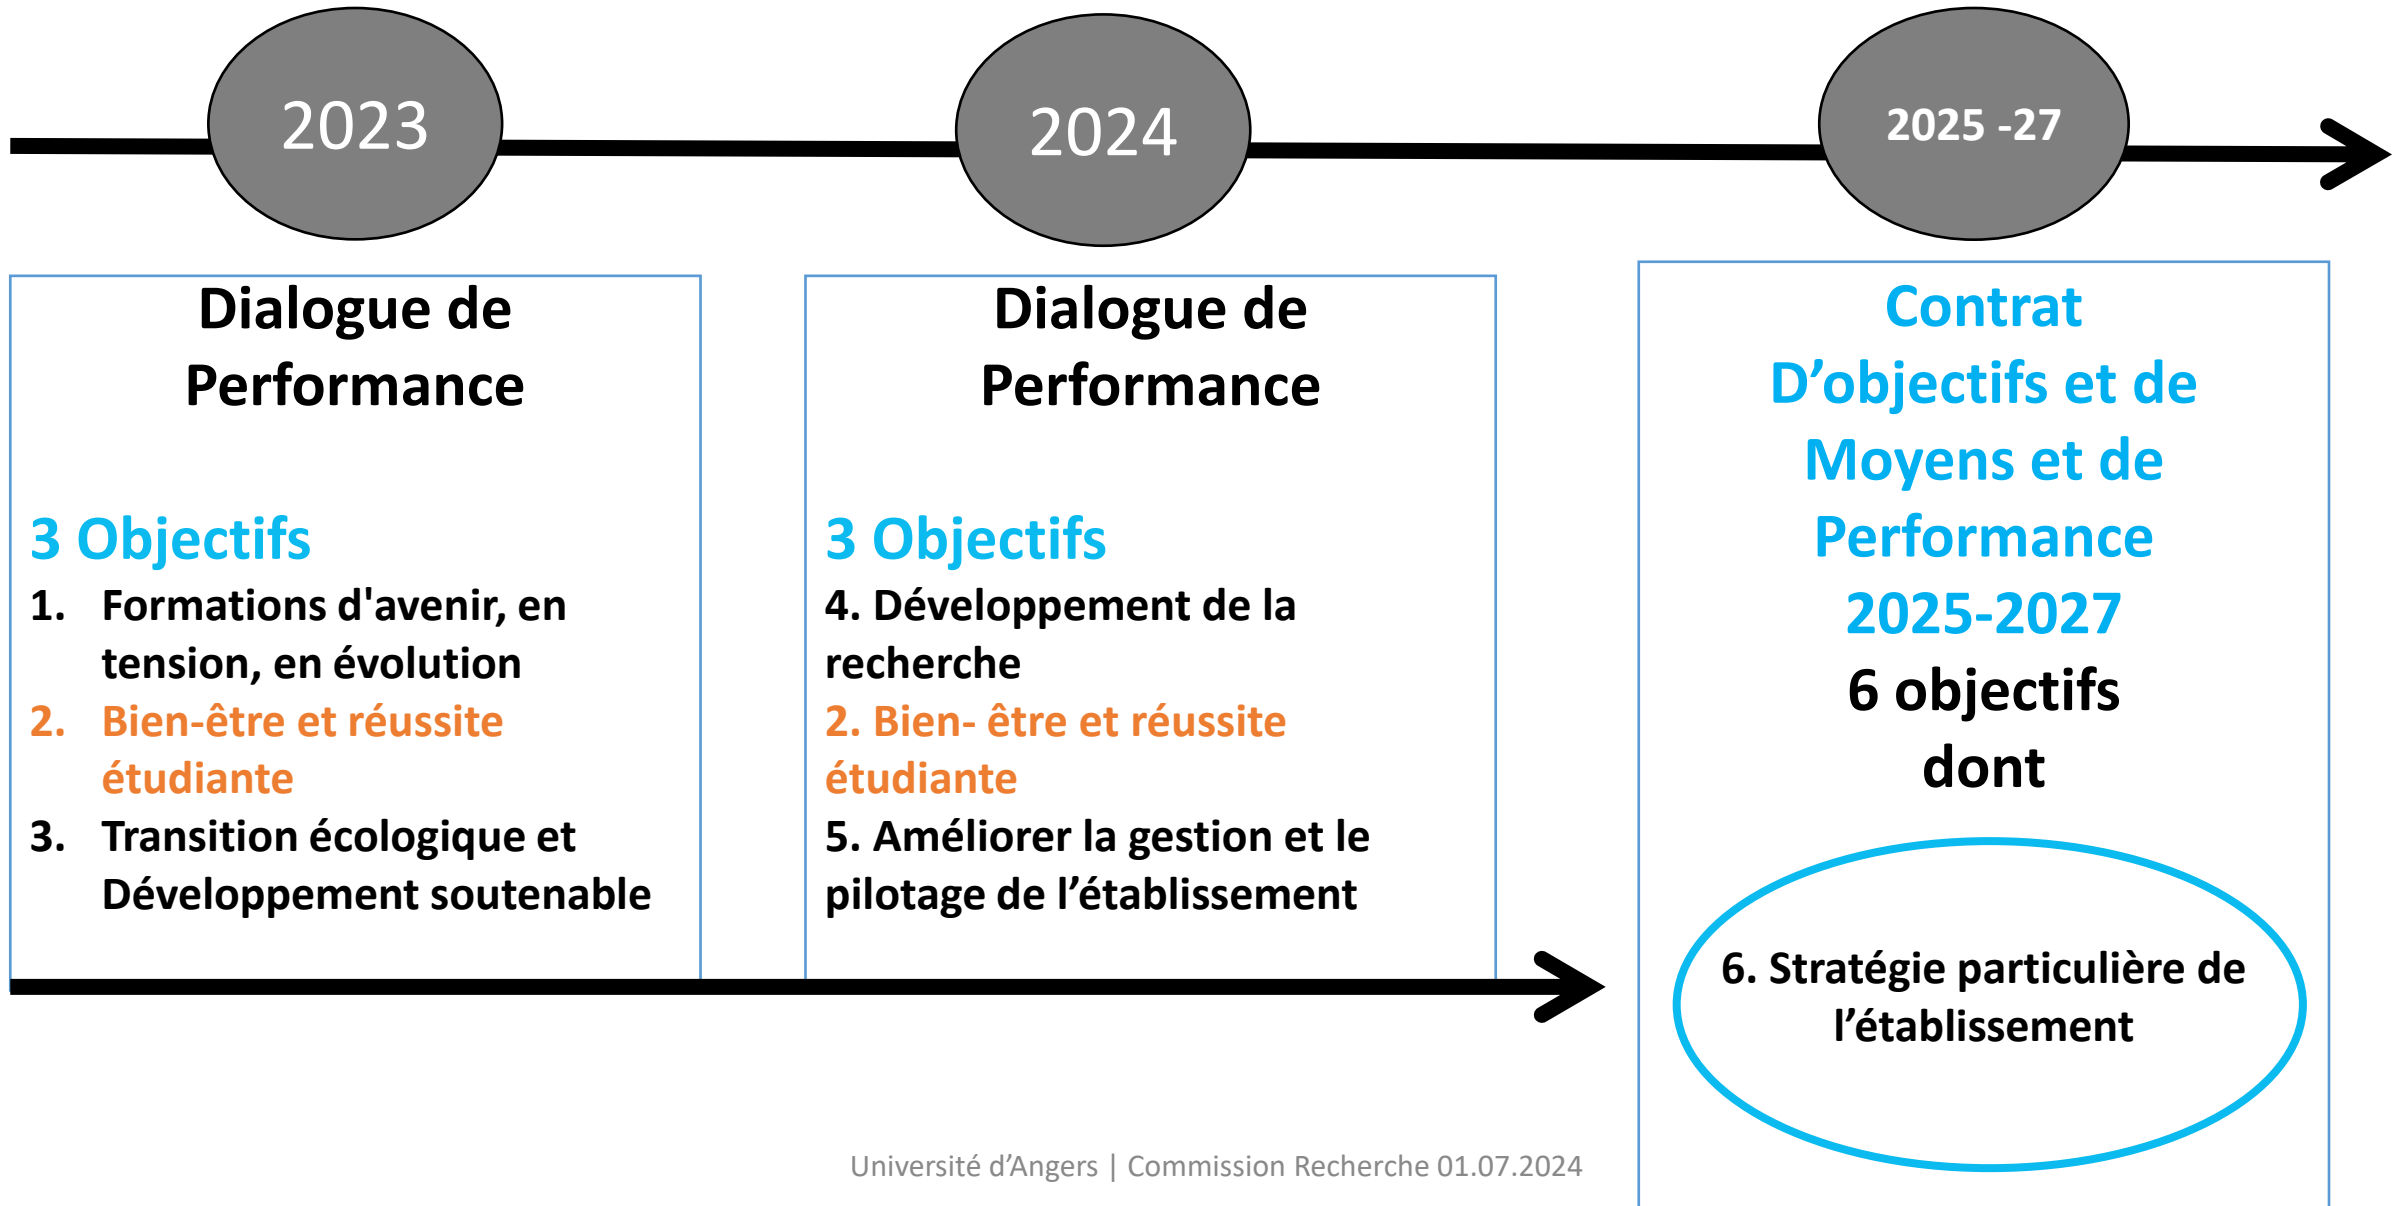 2023
2024
2025 -27
Dialogue de
Performance
3 Objectifs
1. Formations d'avenir, en
tension, en évolution
2. Bien-être et réussite
étudiante
3. Transition écologique et
Développement soutenable
Dialogue de
Performance
3 Objectifs
4. Développement de la
recherche
2. Bien- être et réussite
étudiante
5. Améliorer la gestion et le
pilotage de l’établissement
Contrat
D’objectifs et de
Moyens et de
Performance
2025-2027
6 objectifs
dont
6. Stratégie particulière de
l’établissement
Université d’Angers | Commission Recherche 01.07.2024